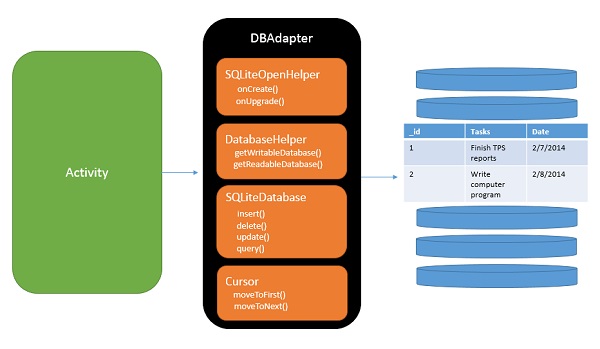 Activity
DBAdapter
SQLiteOpenHelper
onCreate()
onUpgrade()
DatabaseHelper
getWritableDatabase()
getReadableDatabase()
SQLiteDatabase
Insert()
delete()
update()
query()
Cursor
moveToFirst()
moveToNext()
_id Tasks Date
1 Finish TPS 2/7/2014
reports
2 Write 2/8/2014
computer
program